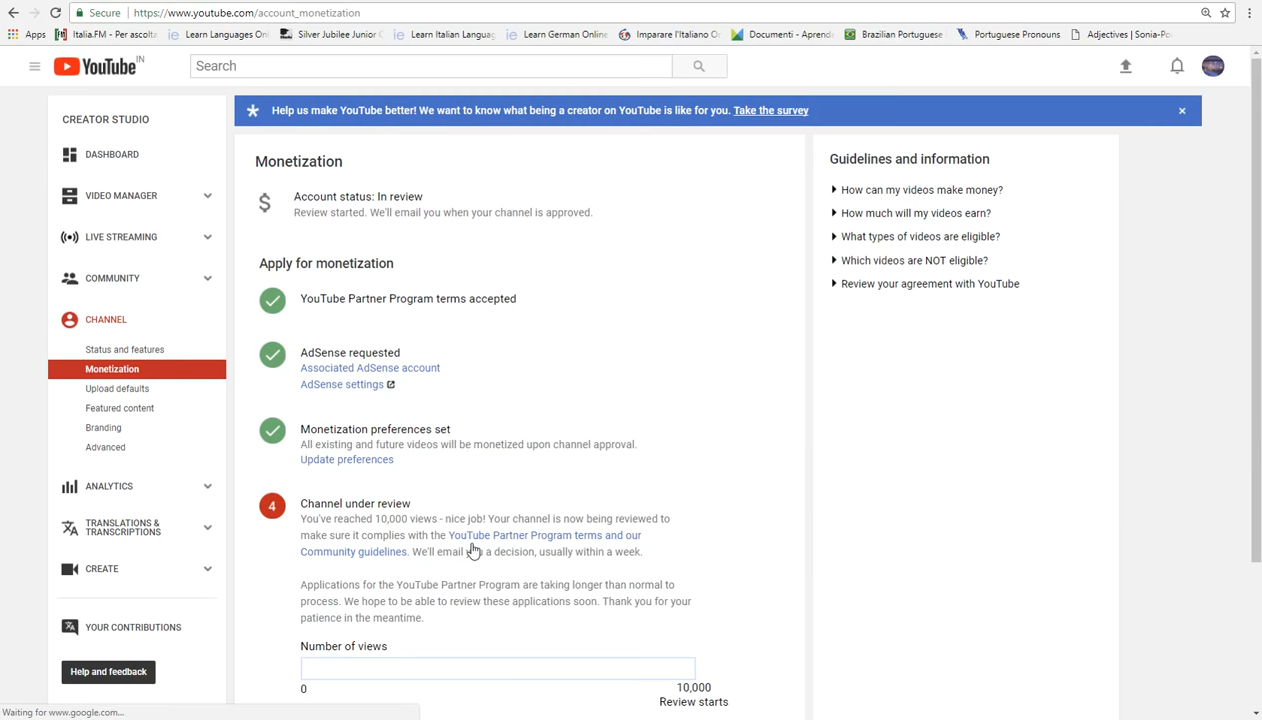 Secure
https://www.youtube.com/account_monetization
Apps
Italia.FM - Per ascolta
Learn Languages Onl
Silver Jubilee Junior C
Learn Italian Languag
Learn German Online
Imparare l'Italiano O
Documenti - Aprende
Brazilian Portuguese
Portuguese Pronouns
Adjectives | Sonia-Po
YouTube IN
Search
CREATOR STUDIO
DASHBOARD
VIDEO MANAGER
LIVE STREAMING
COMMUNITY
CHANNEL
Status and features
Monetization
Upload defaults
Featured content
Branding
Advanced
ANALYTICS
TRANSLATIONS &
TRANSCRIPTIONS
CREATE
YOUR CONTRIBUTIONS
Help and feedback
Waiting for www.google.com...
Help us make YouTube better! We want to know what being a creator on YouTube is like for you. Take the survey
Monetization
Account status: In review
Review started. We'll email you when your channel is approved.
Apply for monetization
YouTube Partner Program terms accepted
AdSense requested
Associated AdSense account
AdSense settings
Monetization preferences set
All existing and future videos will be monetized upon channel approval.
Update preferences
4
Channel under review
You've reached 10,000 views - nice job! Your channel is now being reviewed to
make sure it complies with the YouTube Partner Program terms and our
Community guidelines. We'll email a decision, usually within a week.
Applications for the YouTube Partner Program are taking longer than normal to
process. We hope to be able to review these applications soon. Thank you for your
patience in the meantime.
Number of views
0
10,000
Review starts
Guidelines and information
How can my videos make money?
How much will my videos earn?
What types of videos are eligible?
Which videos are NOT eligible?
Review your agreement with YouTube